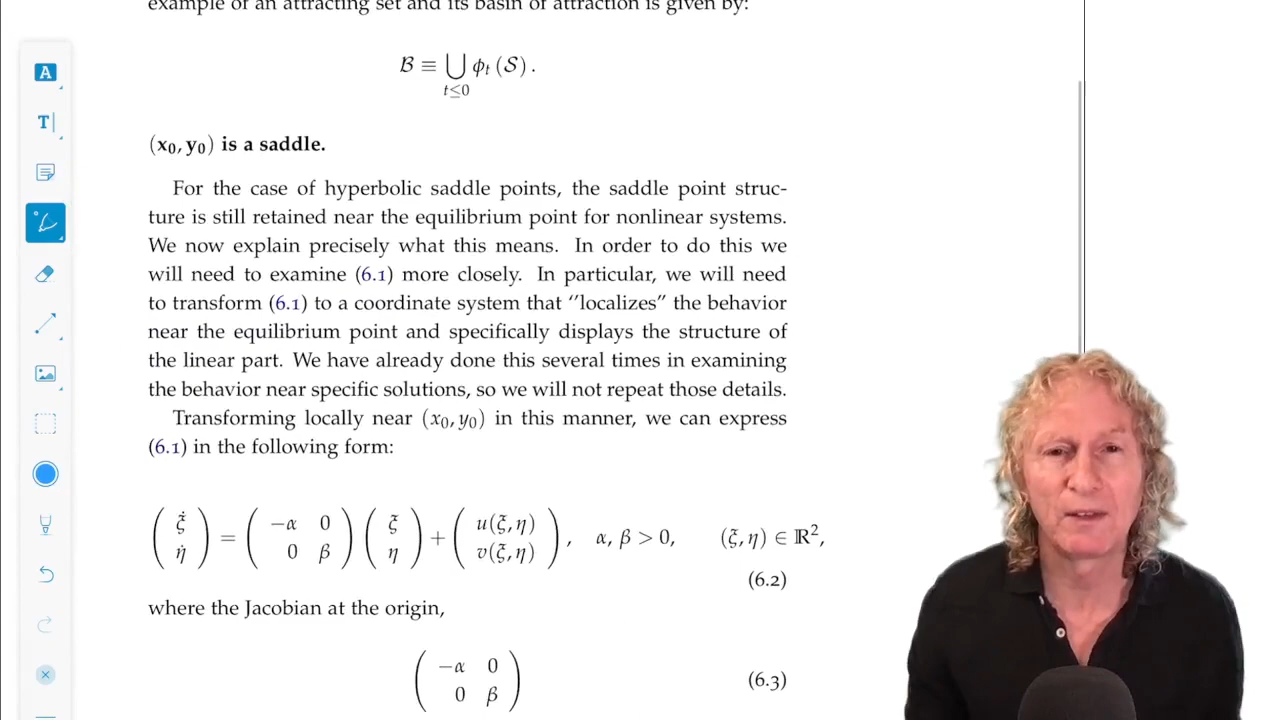 example of an attracting set and its basin of attraction is given by:
ℬ ≡ ⋃ ϕₜ (𝒮) .
t≤0
(x₀, y₀) is a saddle.
For the case of hyperbolic saddle points, the saddle point struc-
ture is still retained near the equilibrium point for nonlinear systems.
We now explain precisely what this means. In order to do this we
will need to examine (6.1) more closely. In particular, we will need
to transform (6.1) to a coordinate system that ‘‘localizes” the behavior
near the equilibrium point and specifically displays the structure of
the linear part. We have already done this several times in examining
the behavior near specific solutions, so we will not repeat those details.
Transforming locally near (x₀, y₀) in this manner, we can express
(6.1) in the following form:
( ξ̇ ) = ( −α 0 ) ( ξ ) + ( u(ξ, η) ) , α, β > 0, (ξ, η) ∈ ℝ²,
( η̇ ) ( 0 β ) ( η ) ( v(ξ, η) )
(6.2)
where the Jacobian at the origin,
( −α 0 )
( 0 β ) (6.3)
A
T